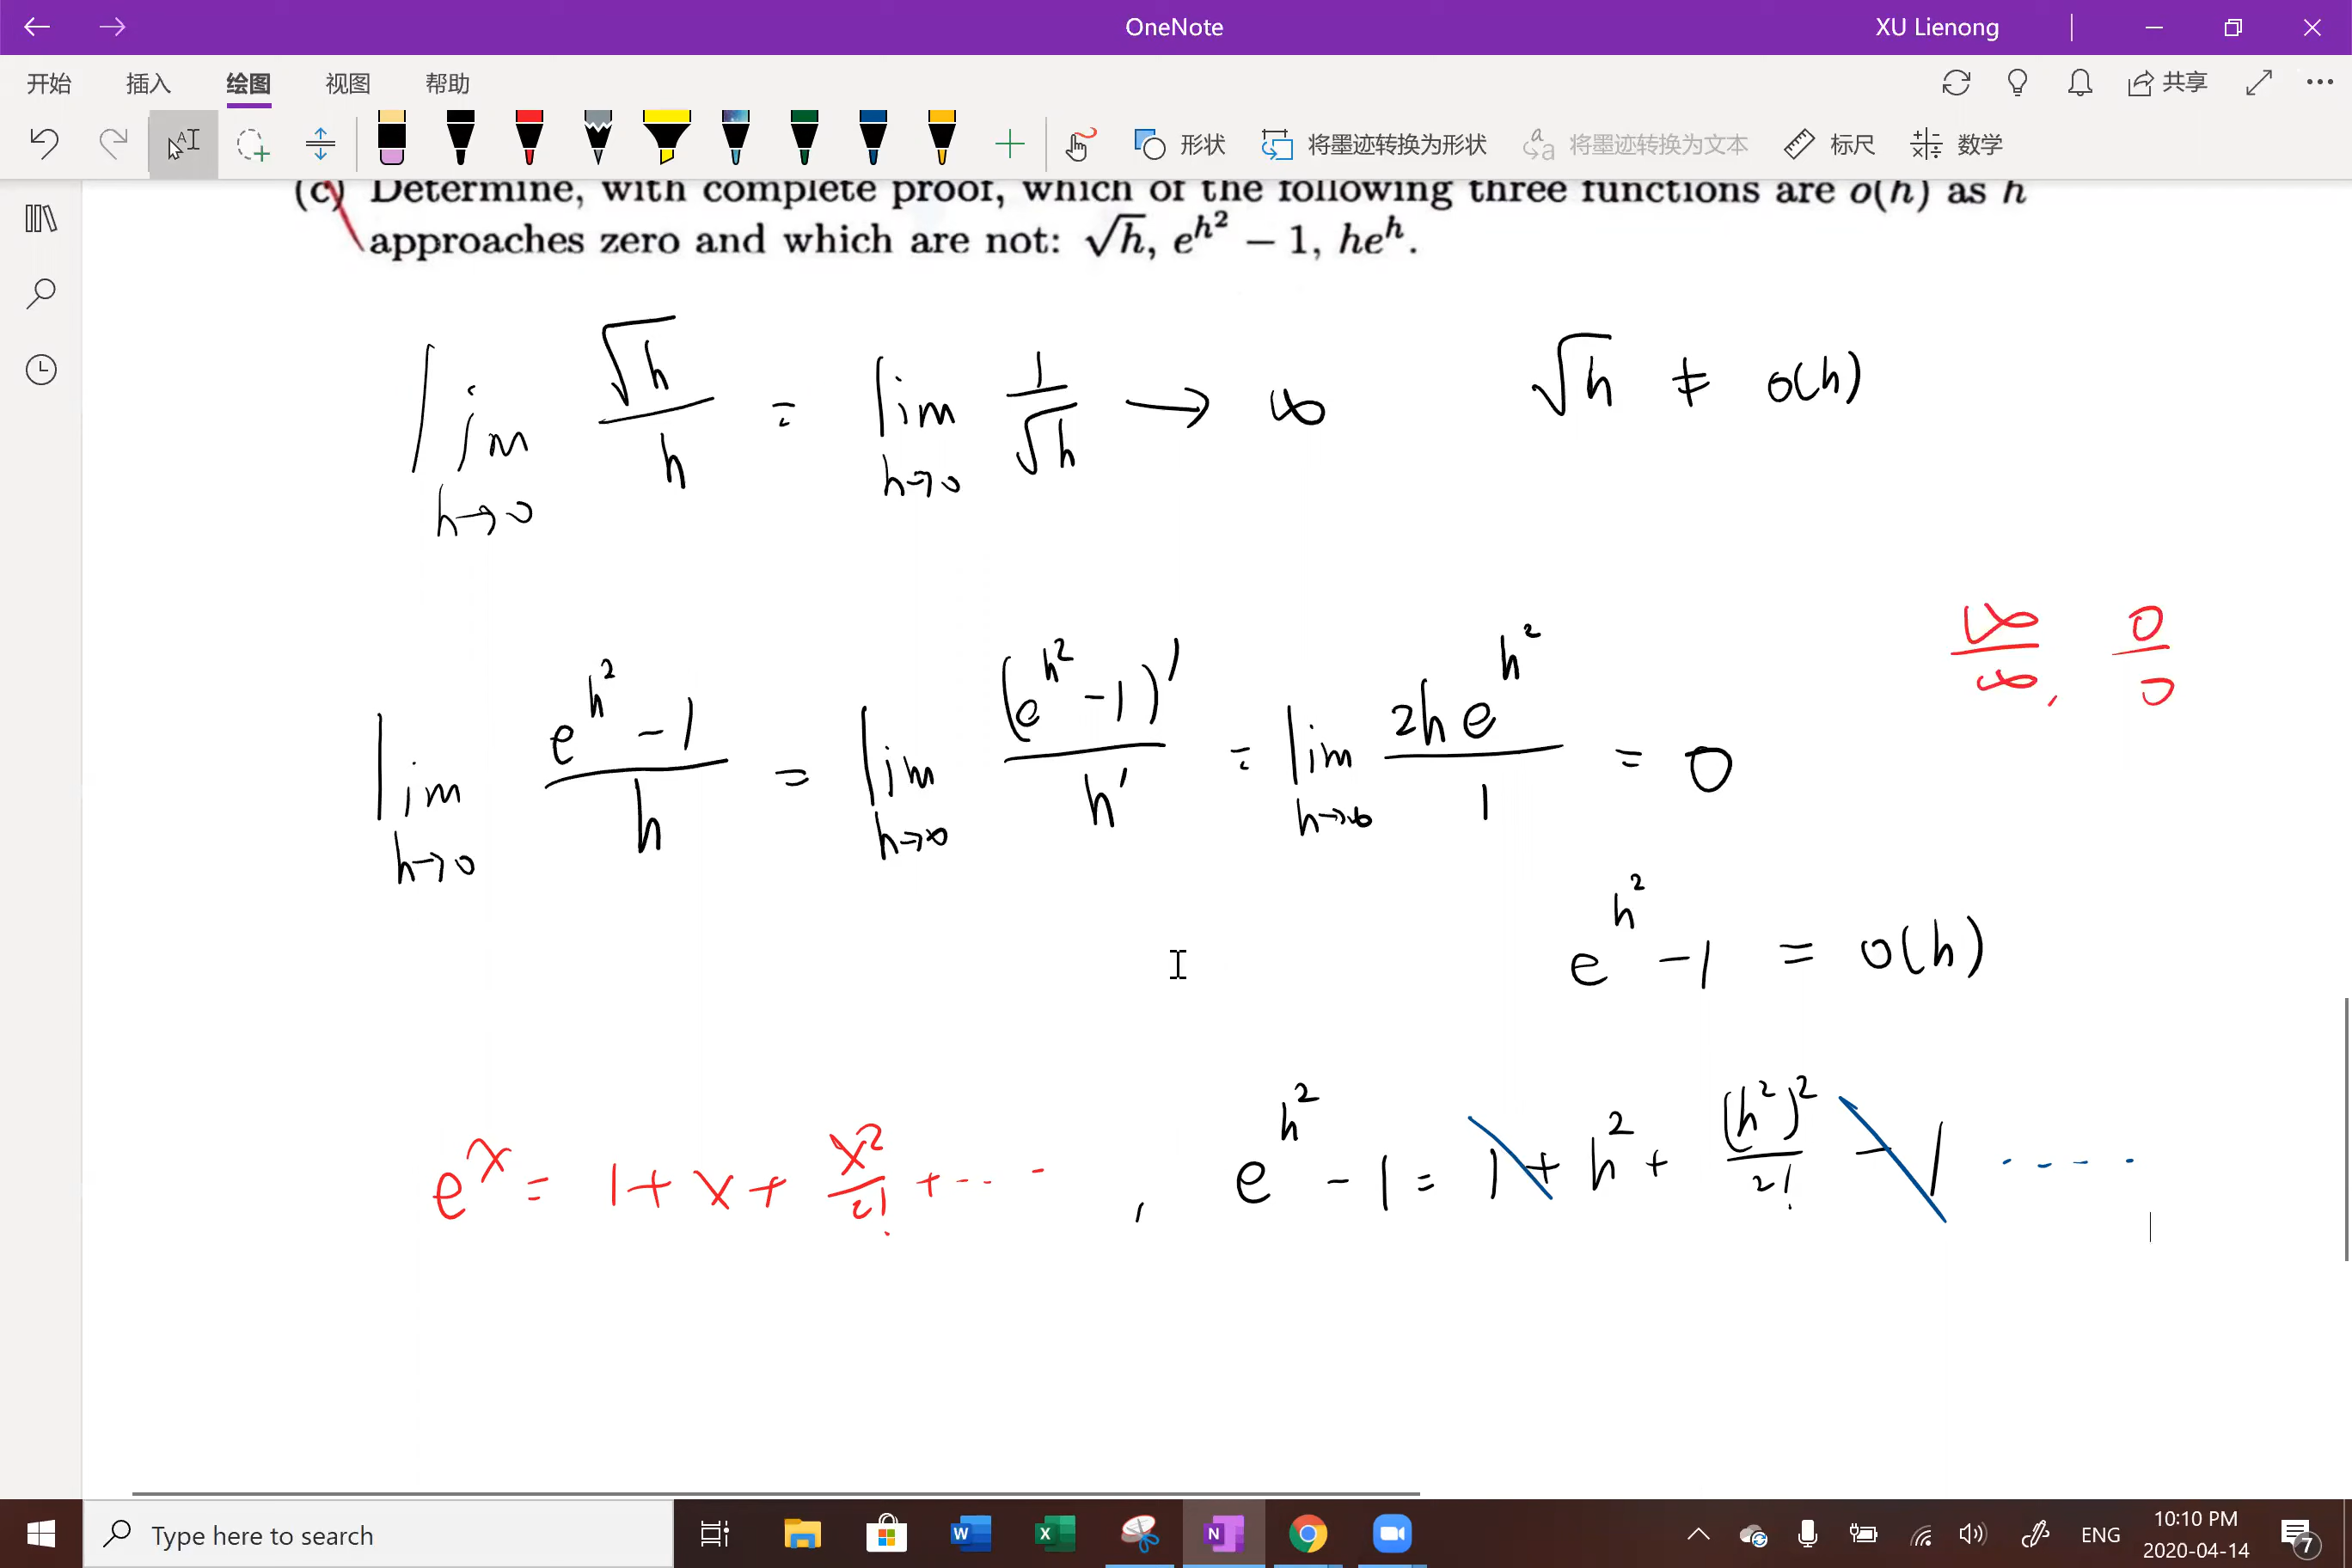 OneNote
XU Lienong
开始 插入 绘图 视图 帮助 共享
形状 将墨迹转换为形状 将墨迹转换为文本 标尺 数学
(c) Determine, with complete proof, which of the following three functions are o(h) as h
approaches zero and which are not: √h, e^{h²} − 1, he^h.
lim_{h→0} √h / h = lim_{h→0} 1/√h → ∞ √h ≠ o(h)
∞/∞, 0/0
lim_{h→0} (e^{h²} − 1)/h = lim_{h→∞} (e^{h²} − 1)′/h′ = lim_{h→0} 2he^{h²}/1 = 0
e^{h²} − 1 = o(h)
e^x = 1 + x + x²/2! + ··· , e^{h²} − 1 = 1 + h² + (h²)²/2! − 1 ····
Type here to search
ENG
10:10 PM
2020-04-14
7